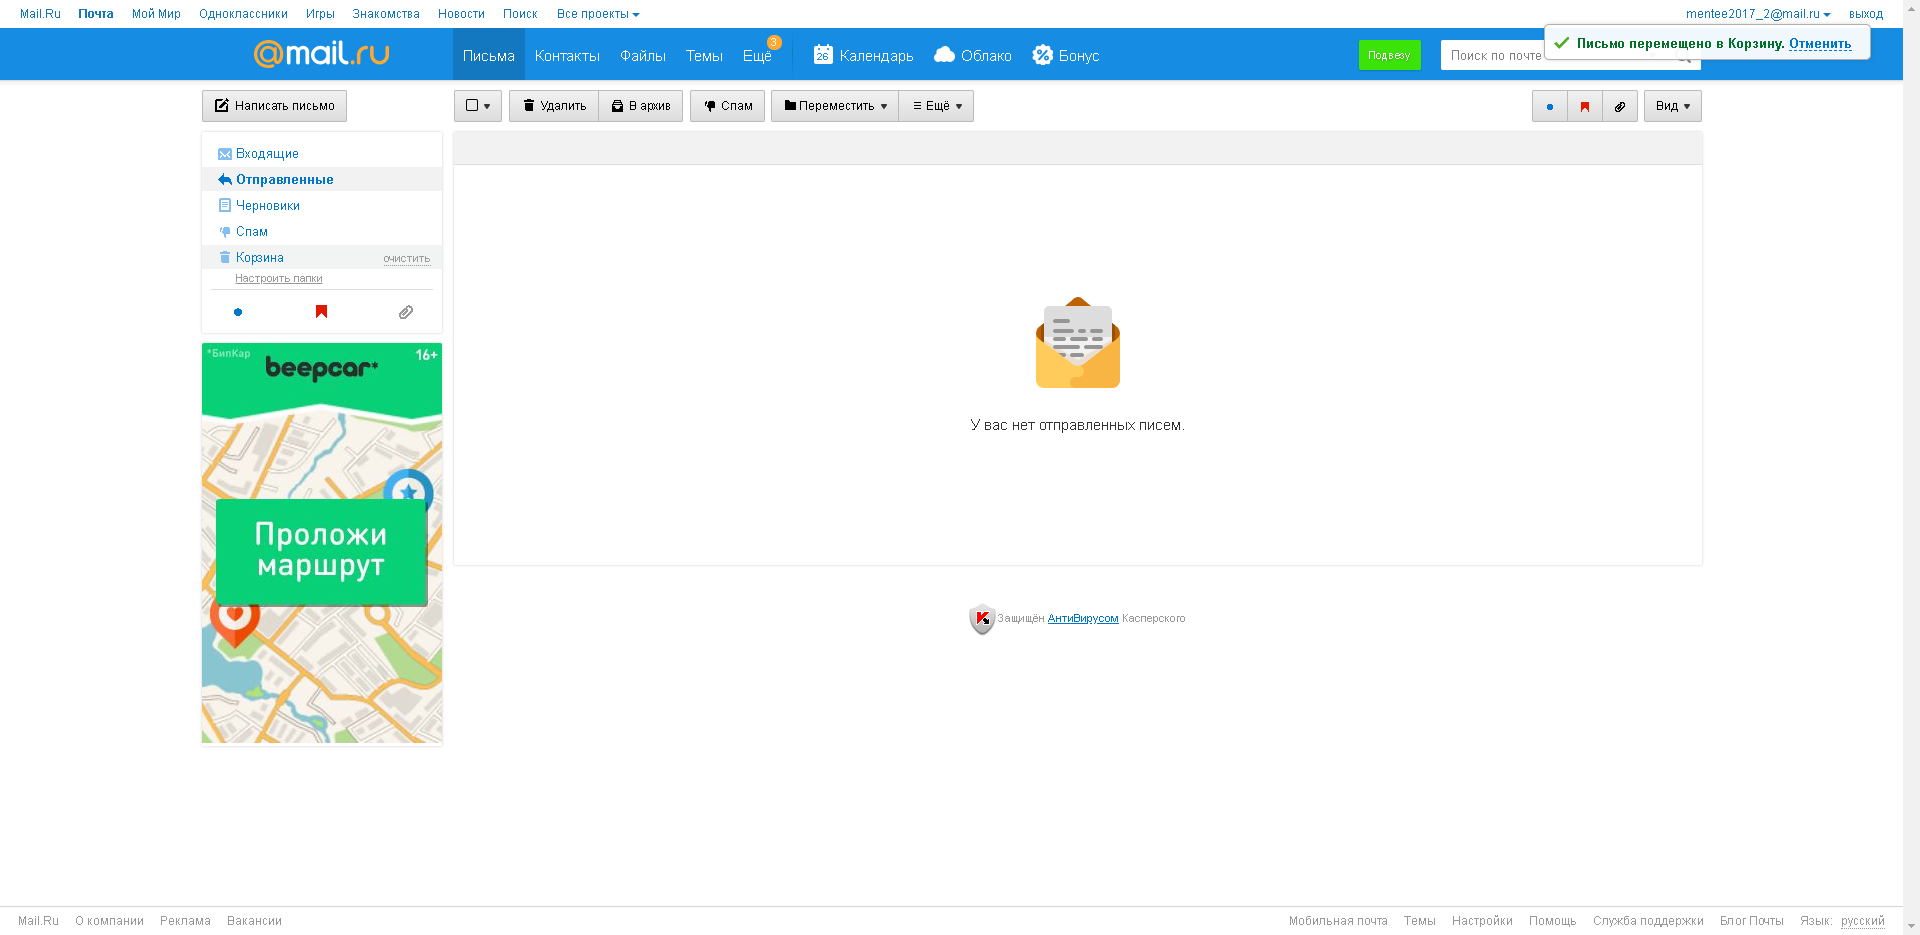 Mail.Ru Почта Мой Мир Одноклассники Игры Знакомства Новости Поиск Все проекты mentee2017_2@mail.ru выход
@mail.ru Письма Контакты Файлы Темы Ещё 3 26 Календарь Облако Бонус Подвезу Поиск по почте
Письмо перемещено в Корзину. Отменить
Написать письмо Удалить В архив Спам Переместить Ещё Вид
Входящие
Отправленные
Черновики
Спам
Корзина очистить
Настроить папки
*БипКар 16+
beepcar*
Проложи
маршрут
У вас нет отправленных писем.
Защищён АнтиВирусом Касперского
Mail.Ru О компании Реклама Вакансии Мобильная почта Темы Настройки Помощь Служба поддержки Блог Почты Язык: русский